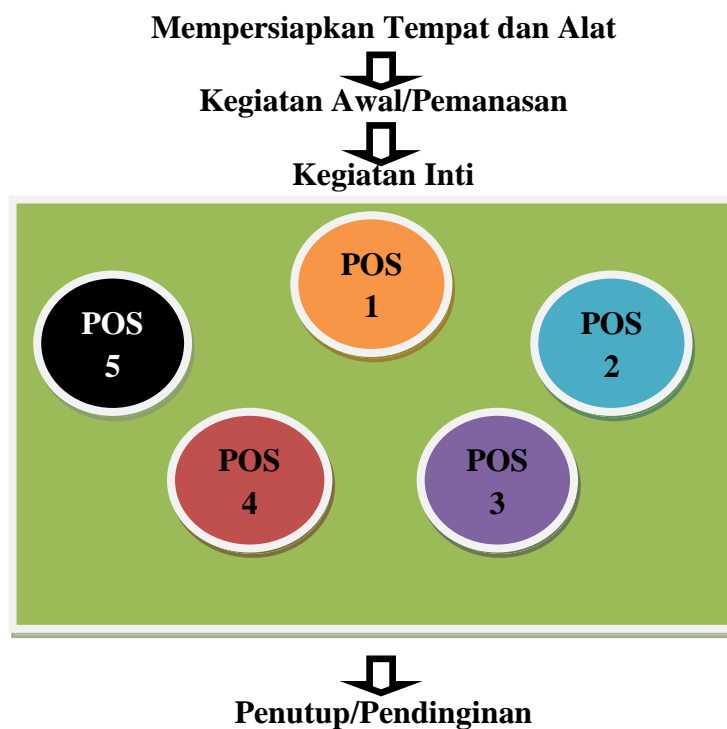 Mempersiapkan Tempat dan Alat
Kegiatan Awal/Pemanasan
Kegiatan Inti
POS
1
POS
2
POS
3
POS
4
POS
5
Penutup/Pendinginan